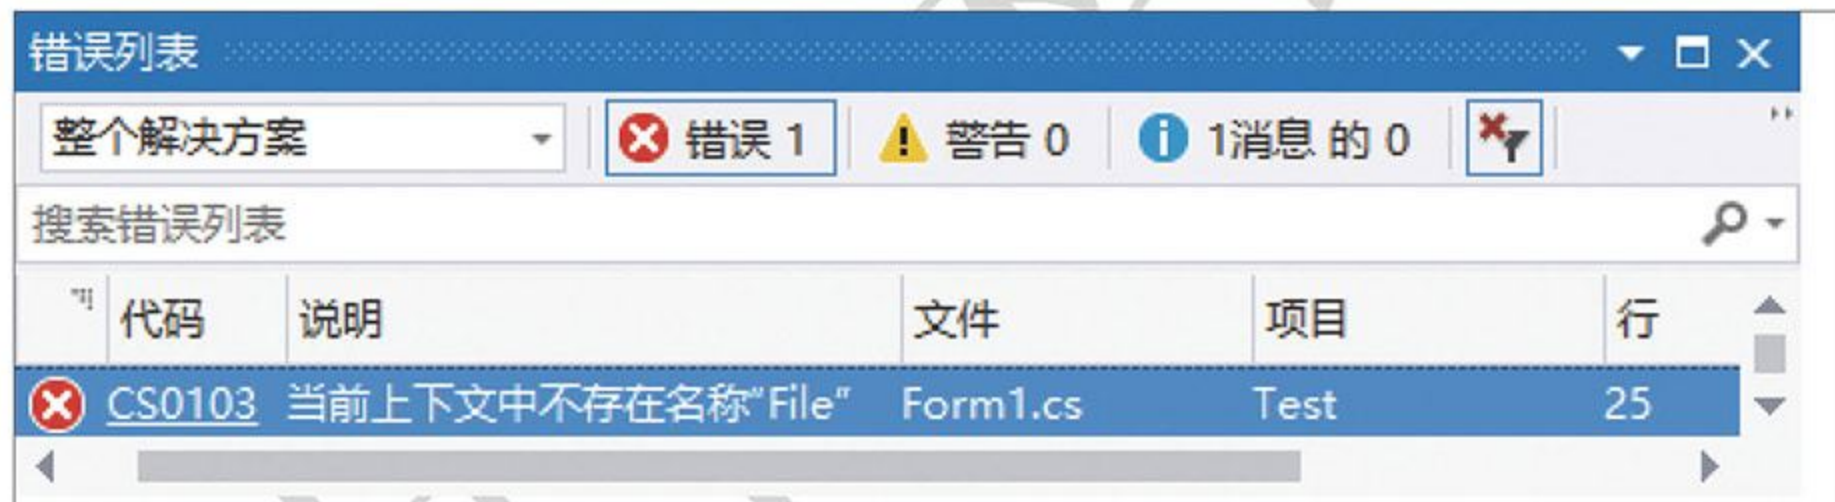 错误列表
整个解决方案 错误 1 警告 0 1消息 的 0
搜索错误列表
代码 说明 文件 项目 行
CS0103 当前上下文中不存在名称“File” Form1.cs Test 25